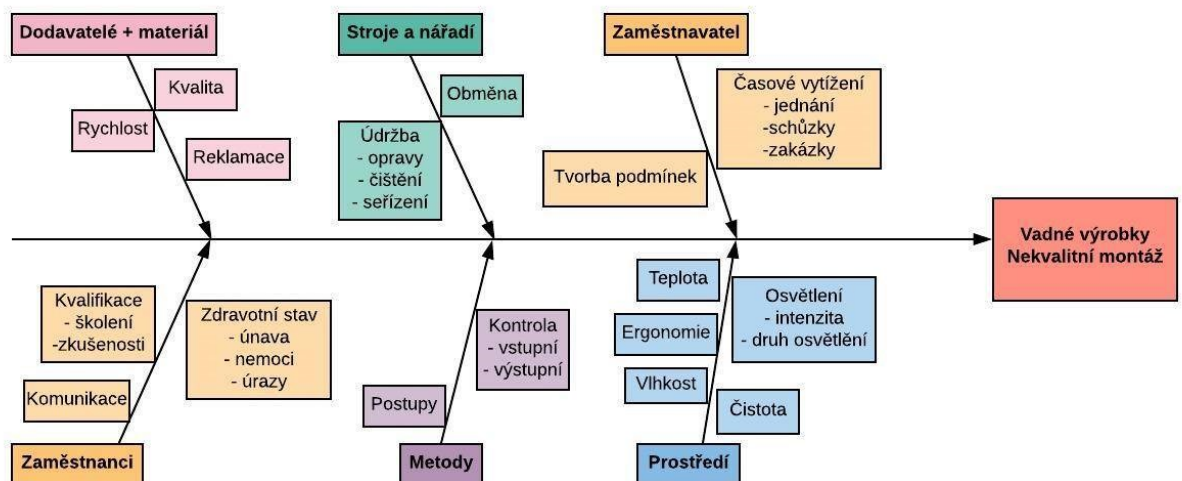 Dodavatelé + materiál
Kvalita
Rychlost
Reklamace
Stroje a nářadí
Obměna
Údržba
- opravy
- čištění
- seřízení
Zaměstnavatel
Časové vytížení
- jednání
-schůzky
-zakázky
Tvorba podmínek
Vadné výrobky
Nekvalitní montáž
Kvalifikace
- školení
-zkušenosti
Zdravotní stav
- únava
- nemoci
- úrazy
Komunikace
Zaměstnanci
Kontrola
- vstupní
- výstupní
Postupy
Metody
Teplota
Osvětlení
- intenzita
- druh osvětlění
Ergonomie
Vlhkost
Čistota
Prostředí